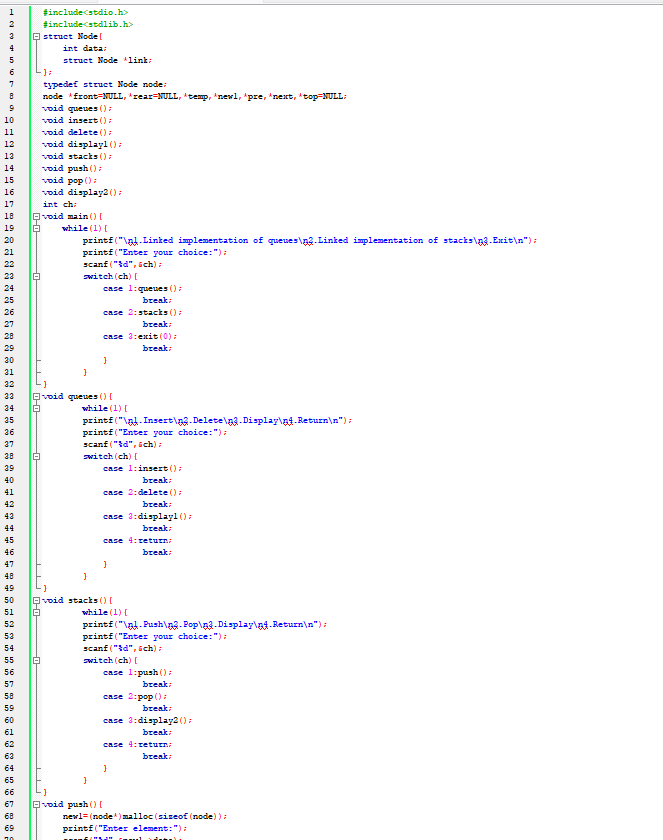 1 #include<stdio.h>
2 #include<stdlib.h>
3 struct Node{
4 int data;
5 struct Node *link;
6 };
7 typedef struct Node node;
8 node *front=NULL,*rear=NULL,*temp,*new1,*pre,*next,*top=NULL;
9 void queues();
10 void insert();
11 void delete();
12 void display1();
13 void stacks();
14 void push();
15 void pop();
16 void display2();
17 int ch;
18 void main(){
19 while(1){
20 printf("\n1.Linked implementation of queues\n2.Linked implementation of stacks\n3.Exit\n");
21 printf("Enter your choice:");
22 scanf("%d",&ch);
23 switch(ch){
24 case 1:queues();
25 break;
26 case 2:stacks();
27 break;
28 case 3:exit(0);
29 break;
30 }
31 }
32 }
33 void queues(){
34 while(1){
35 printf("\n1.Insert\n2.Delete\n3.Display\n4.Return\n");
36 printf("Enter your choice:");
37 scanf("%d",&ch);
38 switch(ch){
39 case 1:insert();
40 break;
41 case 2:delete();
42 break;
43 case 3:display1();
44 break;
45 case 4:return;
46 break;
47 }
48 }
49 }
50 void stacks(){
51 while(1){
52 printf("\n1.Push\n2.Pop\n3.Display\n4.Return\n");
53 printf("Enter your choice:");
54 scanf("%d",&ch);
55 switch(ch){
56 case 1:push();
57 break;
58 case 2:pop();
59 break;
60 case 3:display2();
61 break;
62 case 4:return;
63 break;
64 }
65 }
66 }
67 void push(){
68 new1=(node*)malloc(sizeof(node));
69 printf("Enter element:");